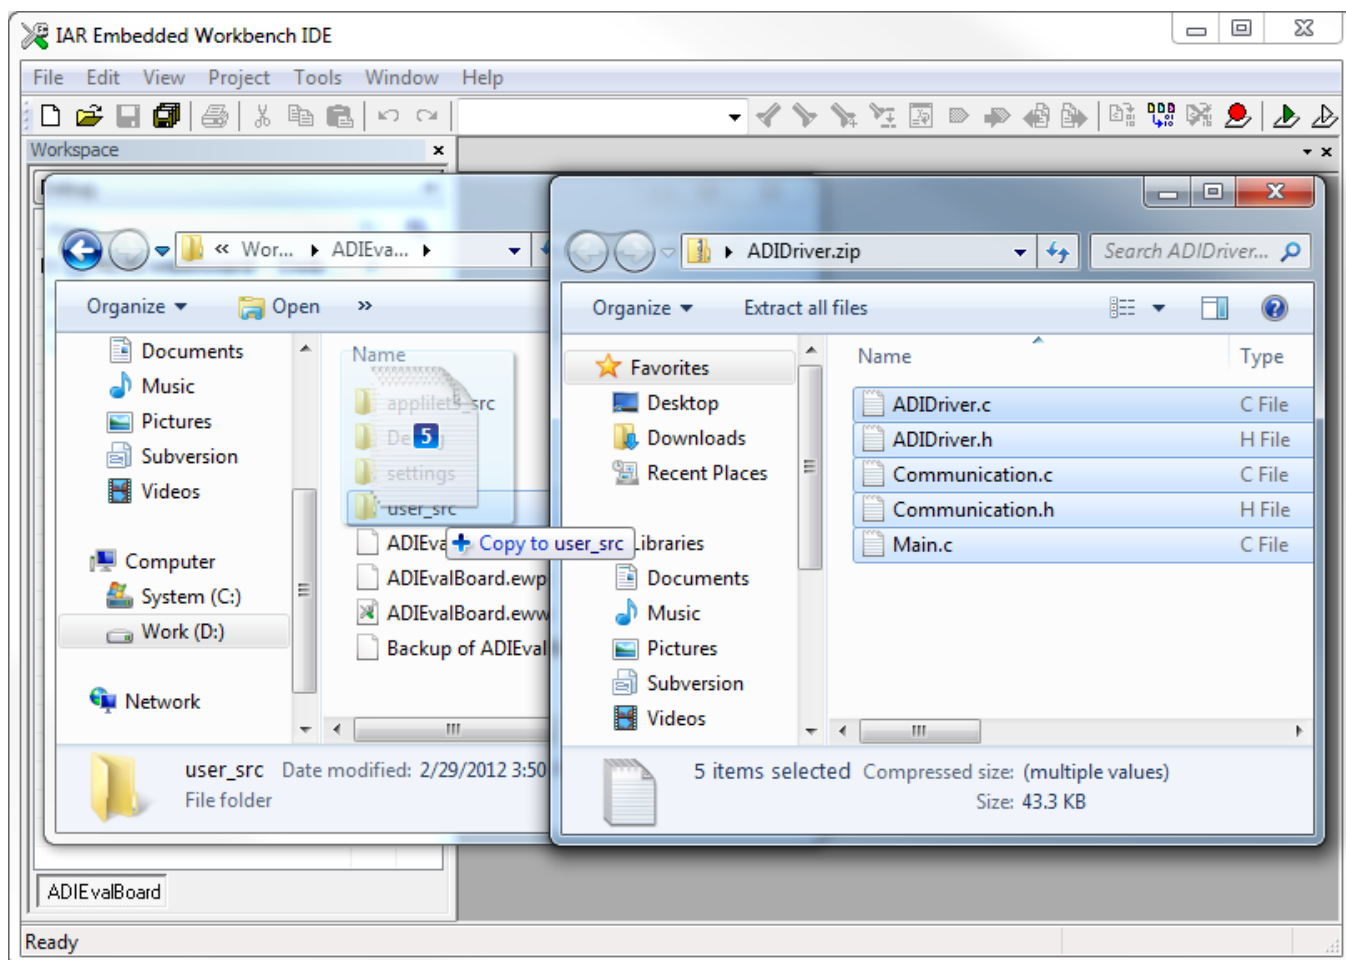 IAR Embedded Workbench IDE
File Edit View Project Tools Window Help
Workspace
« Wor... ADIEva...
Organize Open »
Documents
Music
Pictures
Subversion
Videos
Computer
System (C:)
Work (D:)
Network
Name
applilet3_src
settings
user_src
ADIEva
ADIEvalBoard.ewp
ADIEvalBoard.eww
Backup of ADIEval
5
Copy to user_src
user_src Date modified: 2/29/2012 3:50
File folder
ADIDriver.zip
Search ADIDriver...
Organize Extract all files
Favorites
Desktop
Downloads
Recent Places
Libraries
Documents
Music
Pictures
Subversion
Videos
Name Type
ADIDriver.c C File
ADIDriver.h H File
Communication.c C File
Communication.h H File
Main.c C File
5 items selected Compressed size: (multiple values)
Size: 43.3 KB
ADIEvalBoard
Ready